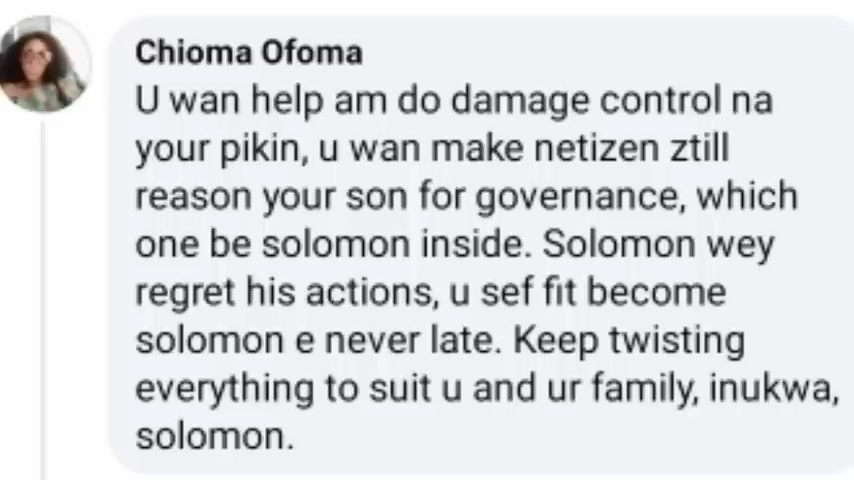 Chioma Ofoma
U wan help am do damage control na
your pikin, u wan make netizen ztill
reason your son for governance, which
one be solomon inside. Solomon wey
regret his actions, u sef fit become
solomon e never late. Keep twisting
everything to suit u and ur family, inukwa,
solomon.